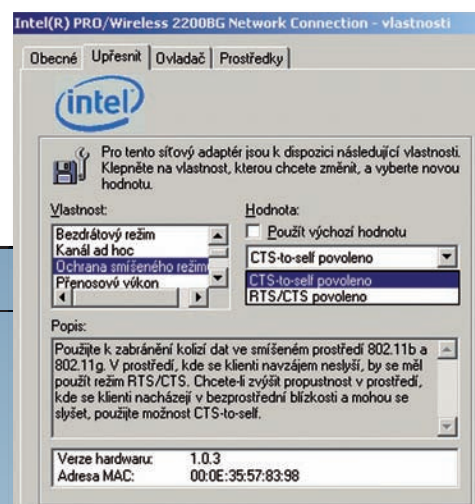 Intel(R) PRO/Wireless 2200BG Network Connection - vlastnosti
Obecné Upřesnit Ovladač Prostředky
intel
Pro tento síťový adaptér jsou k dispozici následující vlastnosti.
Klepněte na vlastnost, kterou chcete změnit, a vyberte novou
hodnotu.
Vlastnost: Hodnota:
Bezdrátový režim
Kanál ad hoc
Ochrana smíšeného režimu
Přenosový výkon
Použít výchozí hodnotu
CTS-to-self povoleno
CTS-to-self povoleno
RTS/CTS povoleno
Popis:
Použijte k zabránění kolizí dat ve smíšeném prostředí 802.11b a
802.11g. V prostředí, kde se klienti navzájem neslyší, by se měl
použít režim RTS/CTS. Chcete-li zvýšit propustnost v prostředí,
kde se klienti nacházejí v bezprostřední blízkosti a mohou se
slyšet, použijte možnost CTS-to-self.
Verze hardwaru: 1.0.3
Adresa MAC: 00:0E:35:57:83:98